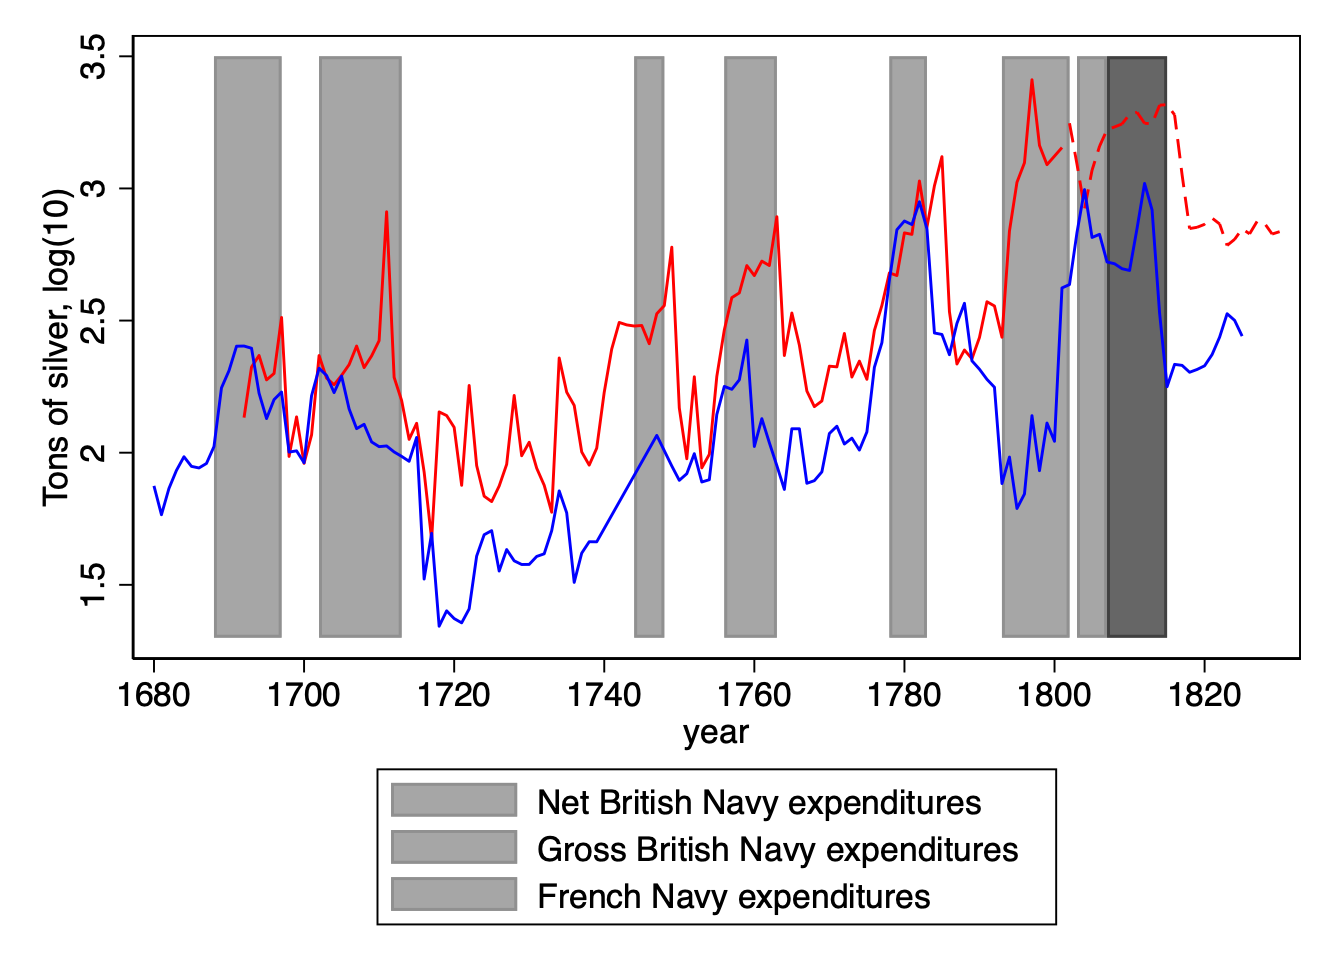 Tons of silver, log(10)
3.5
3
2.5
2
1.5
1680 1700 1720 1740 1760 1780 1800 1820
year
Net British Navy expenditures
Gross British Navy expenditures
French Navy expenditures